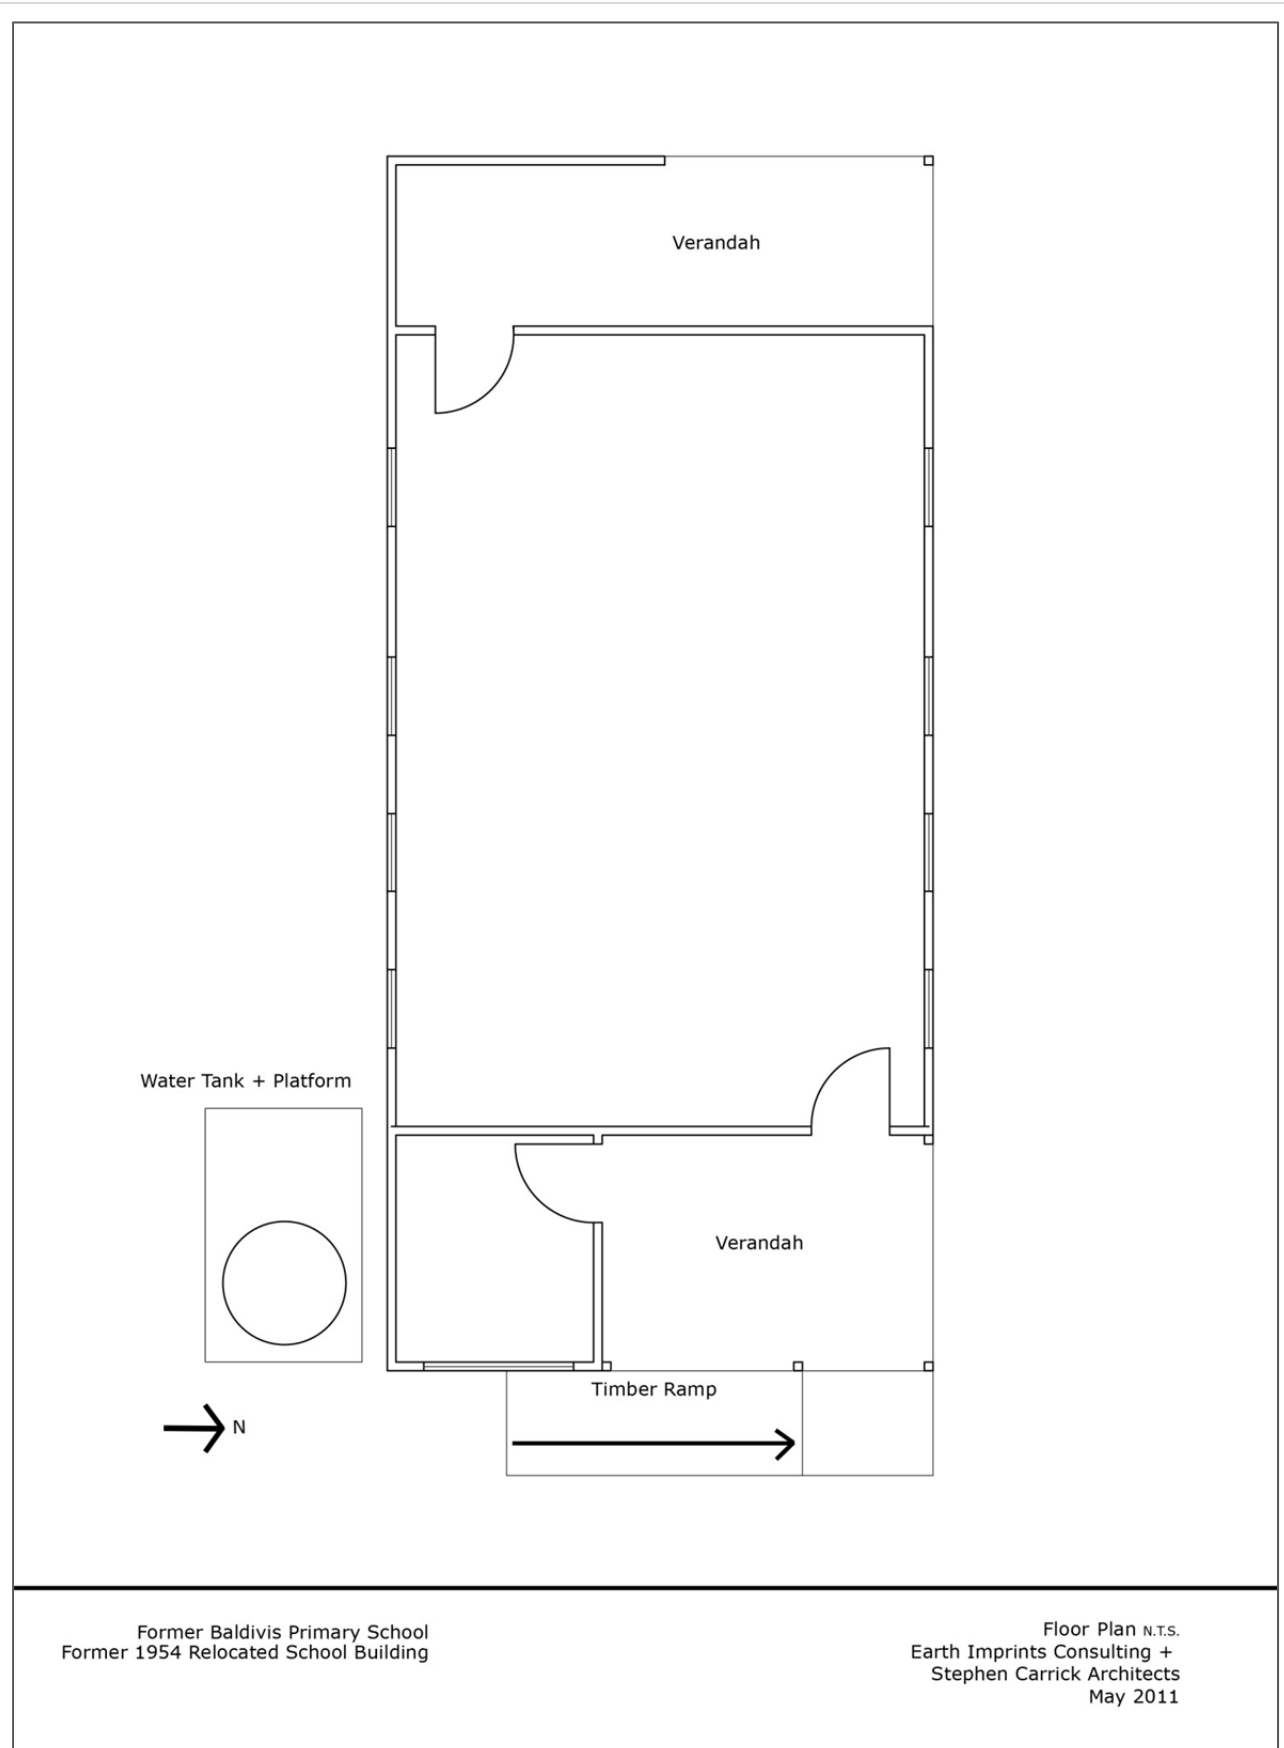 Verandah
Water Tank + Platform
Verandah
Timber Ramp
N
Former Baldivis Primary School
Former 1954 Relocated School Building
Floor Plan N.T.S.
Earth Imprints Consulting +
Stephen Carrick Architects
May 2011